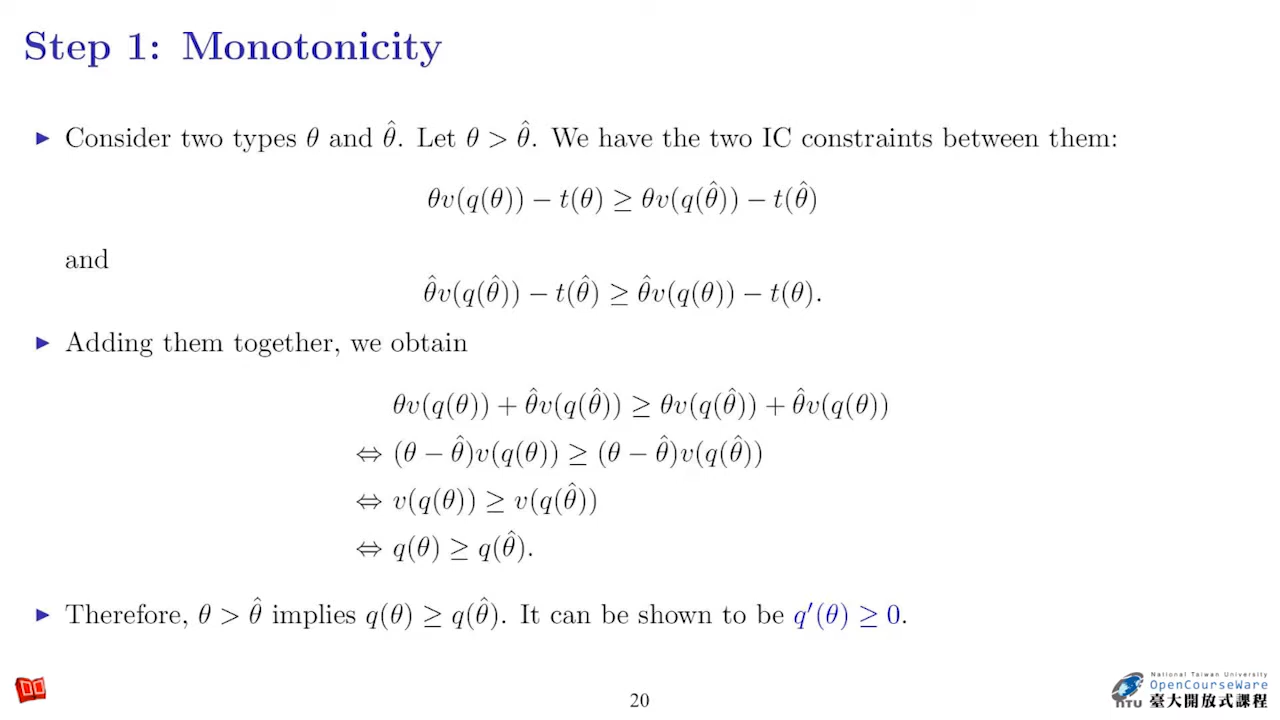 Step 1: Monotonicity
▶ Consider two types θ and θ̂. Let θ > θ̂. We have the two IC constraints between them:
θv(q(θ)) − t(θ) ≥ θv(q(θ̂)) − t(θ̂)
and
θ̂v(q(θ̂)) − t(θ̂) ≥ θ̂v(q(θ)) − t(θ).
▶ Adding them together, we obtain
θv(q(θ)) + θ̂v(q(θ̂)) ≥ θv(q(θ̂)) + θ̂v(q(θ))
⇔ (θ − θ̂)v(q(θ)) ≥ (θ − θ̂)v(q(θ̂))
⇔ v(q(θ)) ≥ v(q(θ̂))
⇔ q(θ) ≥ q(θ̂).
▶ Therefore, θ > θ̂ implies q(θ) ≥ q(θ̂). It can be shown to be q′(θ) ≥ 0.
20
National Taiwan University
OpenCourseWare
NTU 臺大開放式課程